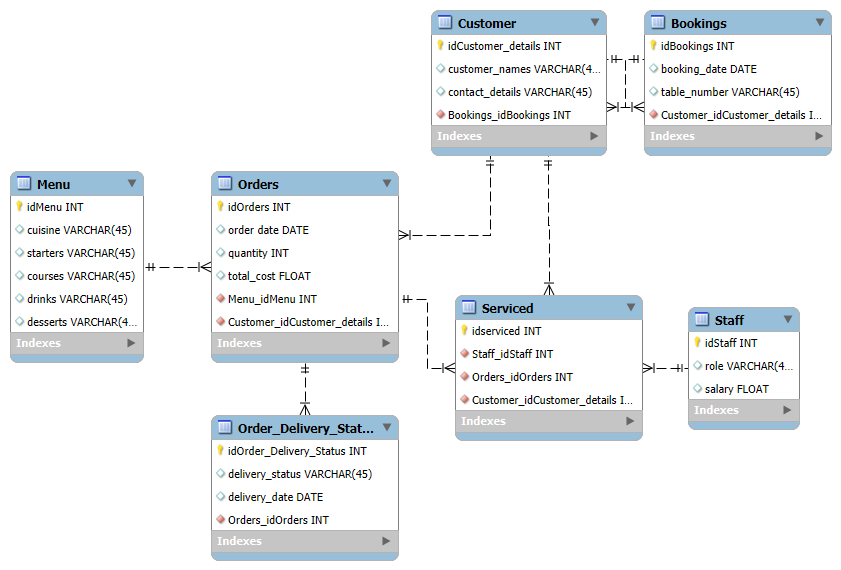 Customer
idCustomer_details INT
customer_names VARCHAR(4...
contact_details VARCHAR(45)
Bookings_idBookings INT
Indexes
Bookings
idBookings INT
booking_date DATE
table_number VARCHAR(45)
Customer_idCustomer_details I...
Indexes
Menu
idMenu INT
cuisine VARCHAR(45)
starters VARCHAR(45)
courses VARCHAR(45)
drinks VARCHAR(45)
desserts VARCHAR(4...
Indexes
Orders
idOrders INT
order date DATE
quantity INT
total_cost FLOAT
Menu_idMenu INT
Customer_idCustomer_details I...
Indexes
Serviced
idserviced INT
Staff_idStaff INT
Orders_idOrders INT
Customer_idCustomer_details I...
Indexes
Staff
idStaff INT
role VARCHAR(4...
salary FLOAT
Indexes
Order_Delivery_Stat...
idOrder_Delivery_Status INT
delivery_status VARCHAR(45)
delivery_date DATE
Orders_idOrders INT
Indexes